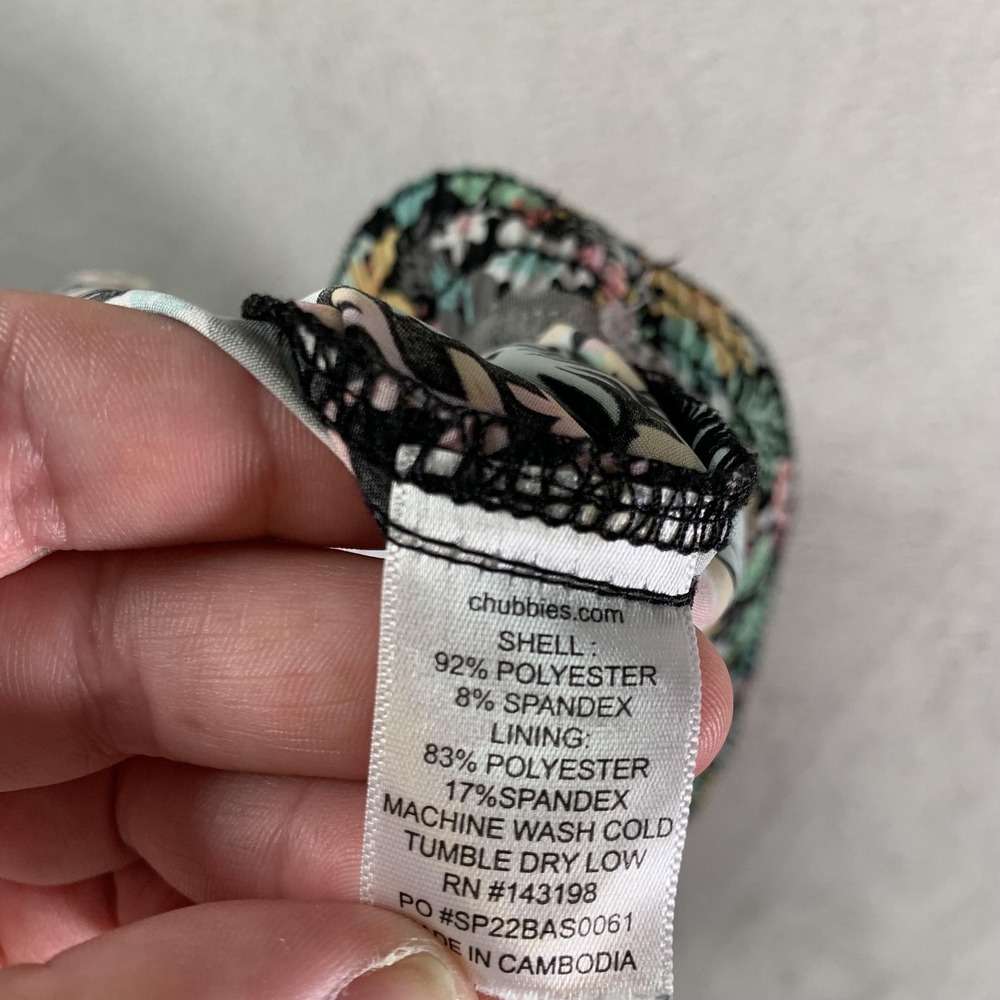 chubbies.com
SHELL :
92% POLYESTER
8% SPANDEX
LINING:
83% POLYESTER
17%SPANDEX
MACHINE WASH COLD
TUMBLE DRY LOW
RN #143198
PO #SP22BAS0061
IN CAMBODIA